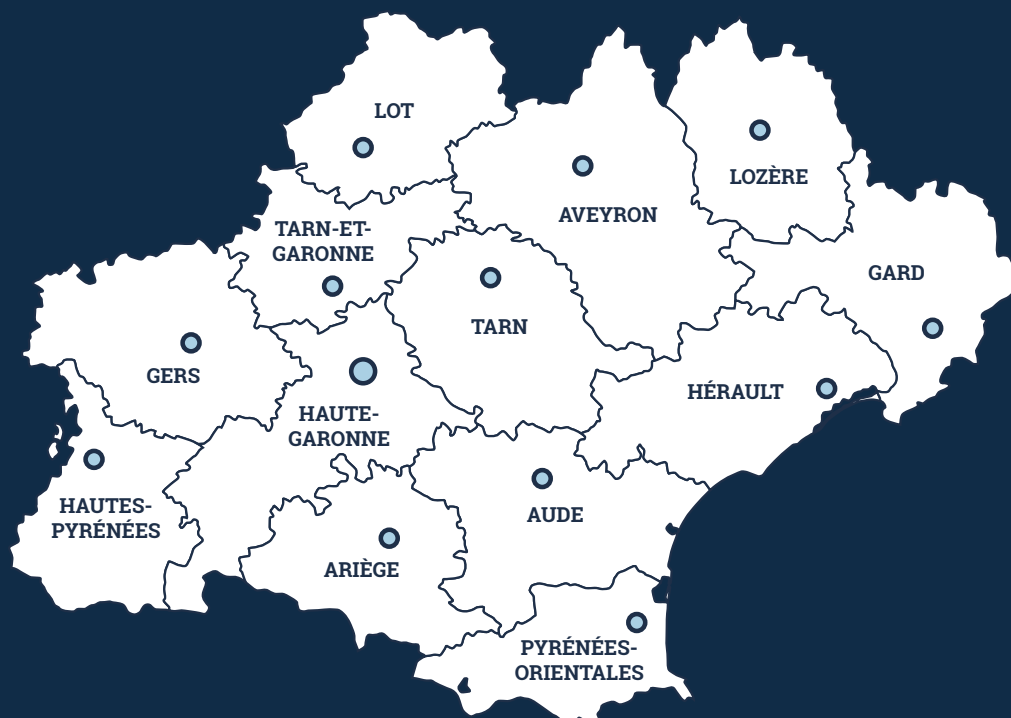 LOT
LOZÈRE
AVEYRON
TARN-ET-
GARONNE
GARD
TARN
GERS
HÉRAULT
HAUTE-
GARONNE
HAUTES-
PYRÉNÉES
AUDE
ARIÈGE
PYRÉNÉES-
ORIENTALES